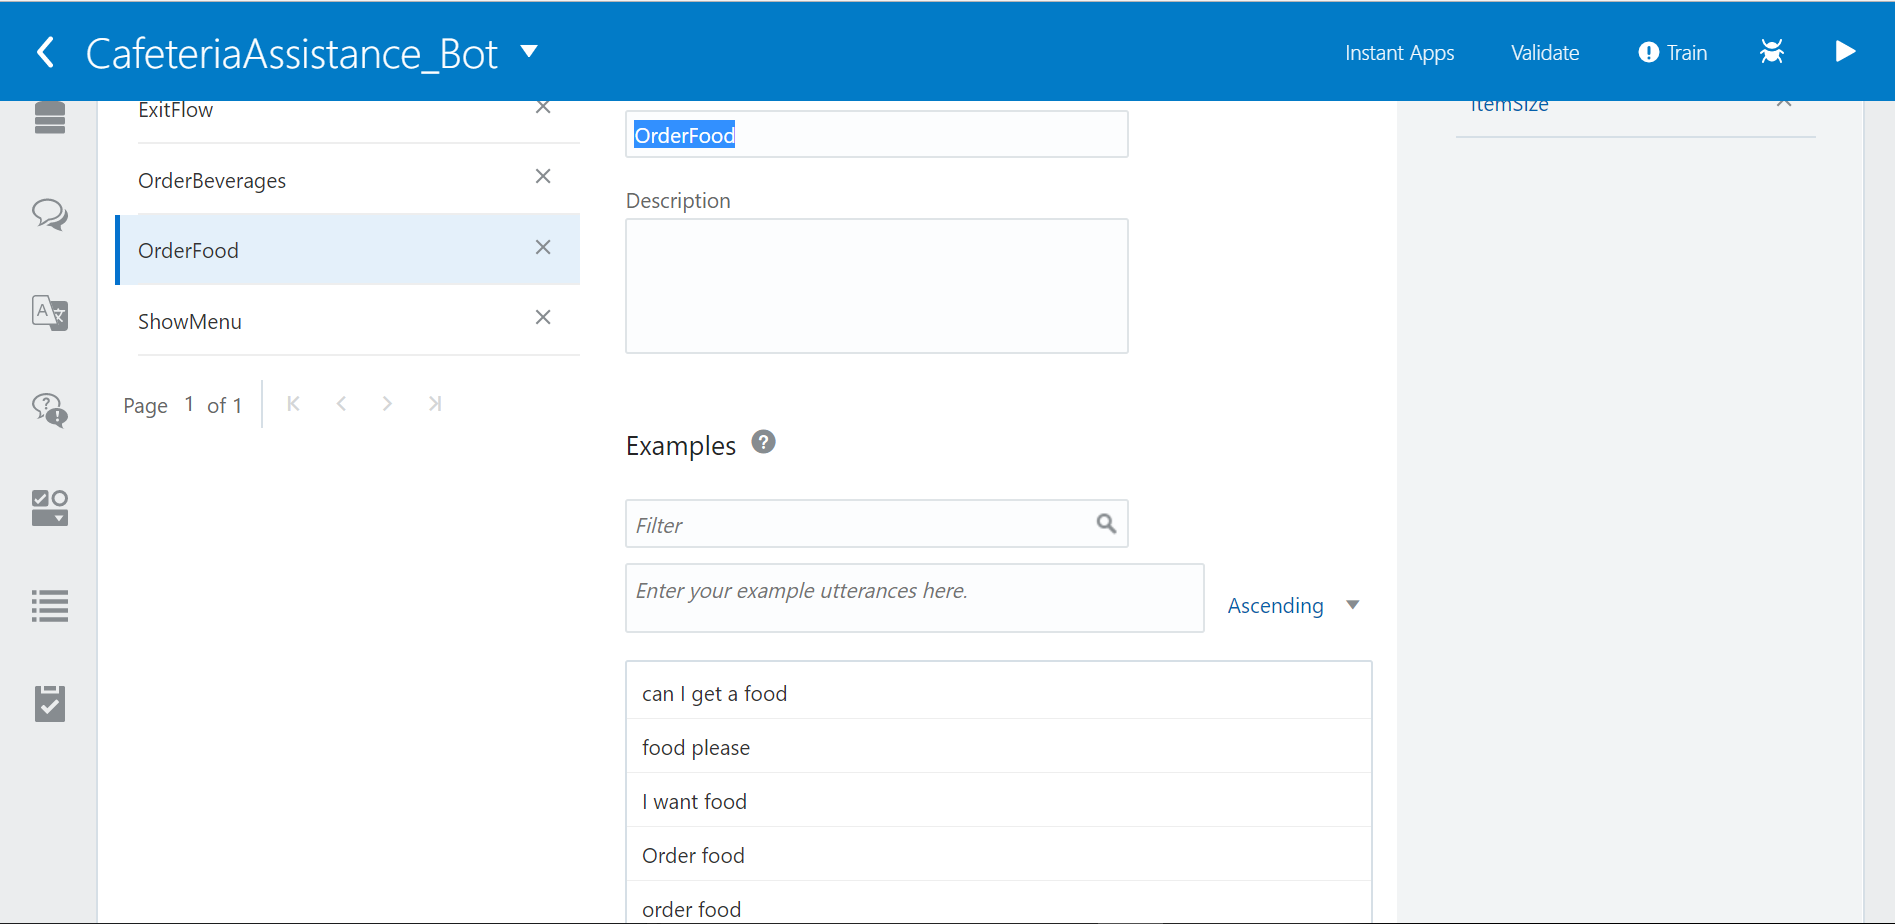 CafeteriaAssistance_Bot
Instant Apps
Validate
Train
ExitFlow
OrderBeverages
OrderFood
ShowMenu
Page 1 of 1
OrderFood
Description
Examples
Filter
Enter your example utterances here.
Ascending
can I get a food
food please
I want food
Order food
order food
ItemSize